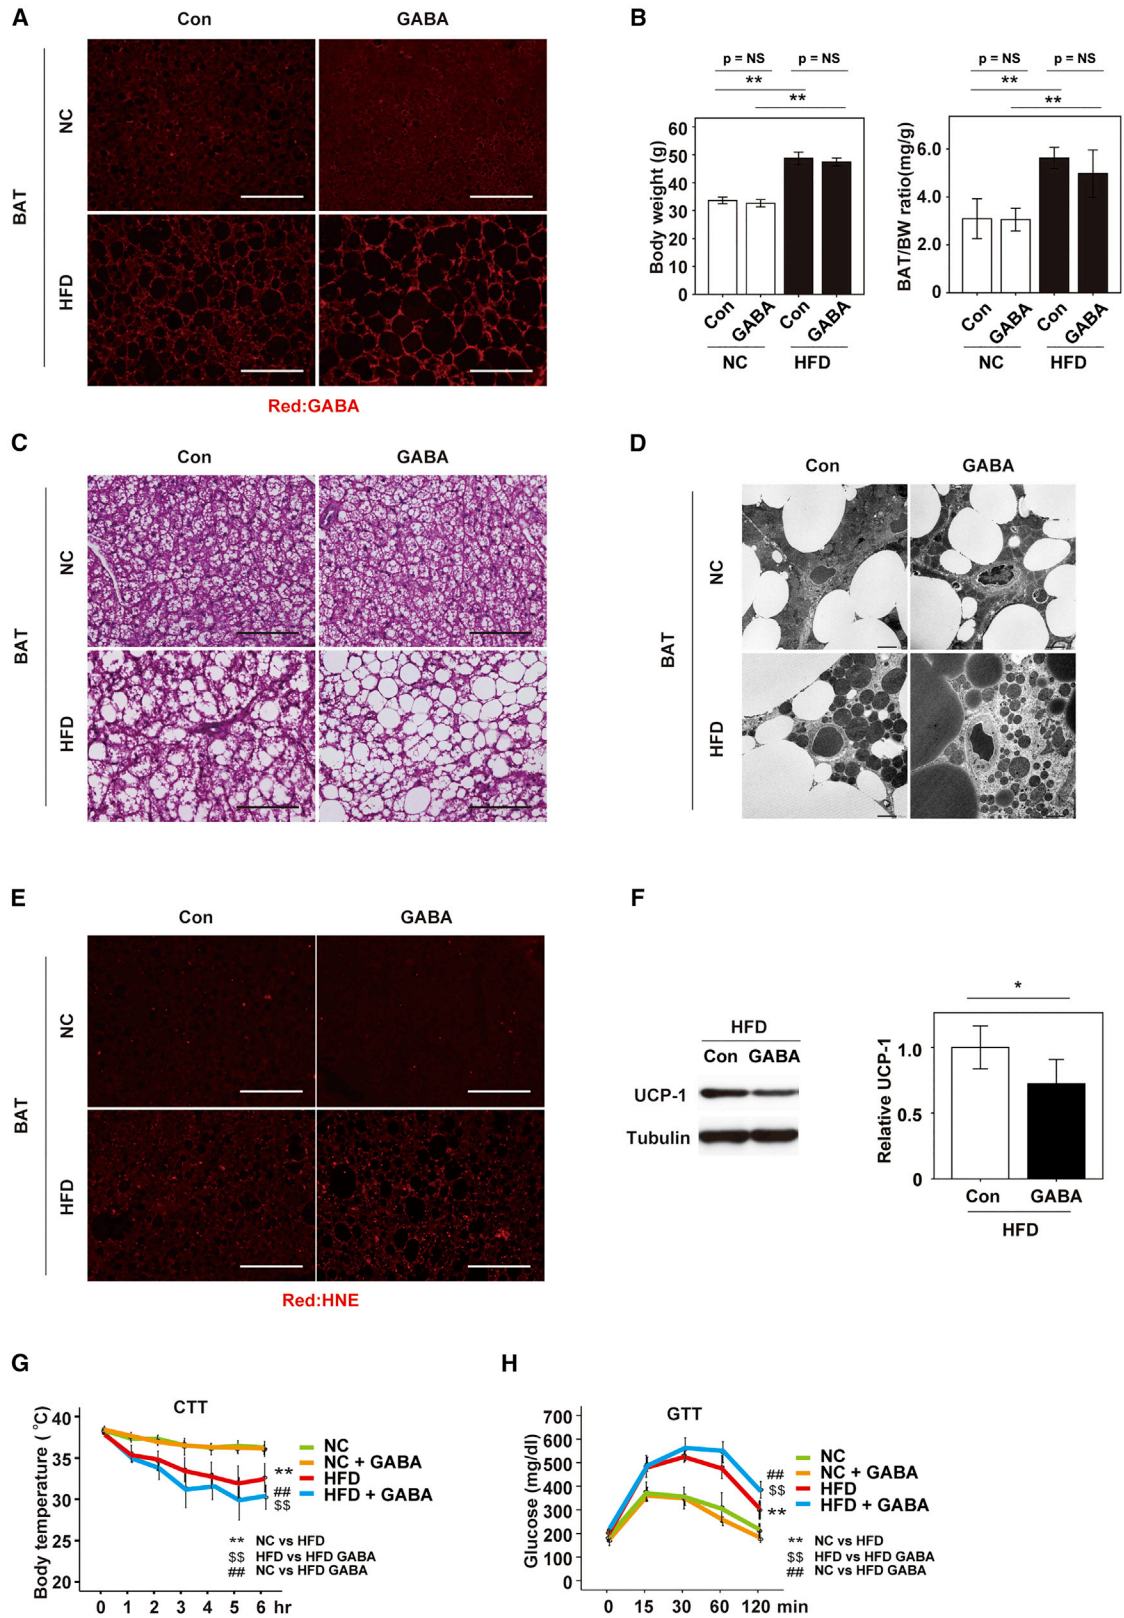 A
Con
GABA
BAT
NC
HFD
Red:GABA
B
p = NS
p = NS
**
**
Body weight (g)
60
50
40
30
20
10
0
Con
GABA
Con
GABA
NC
HFD
p = NS
p = NS
**
**
BAT/BW ratio(mg/g)
6.0
4.0
2.0
0
Con
GABA
Con
GABA
NC
HFD
C
Con
GABA
BAT
NC
HFD
D
Con
GABA
BAT
NC
HFD
E
Con
GABA
BAT
NC
HFD
Red:HNE
F
HFD
Con GABA
UCP-1
Tubulin
*
Relative UCP-1
1.0
0.5
0
Con
GABA
HFD
G
CTT
Body temperature ( °C)
40
35
30
25
20
0 1 2 3 4 5 6 hr
**
##
$$
NC
NC + GABA
HFD
HFD + GABA
** NC vs HFD
$$ HFD vs HFD GABA
## NC vs HFD GABA
H
GTT
Glucose (mg/dl)
700
600
500
400
300
200
100
0
0 15 30 60 120 min
##
$$
**
NC
NC + GABA
HFD
HFD + GABA
** NC vs HFD
$$ HFD vs HFD GABA
## NC vs HFD GABA